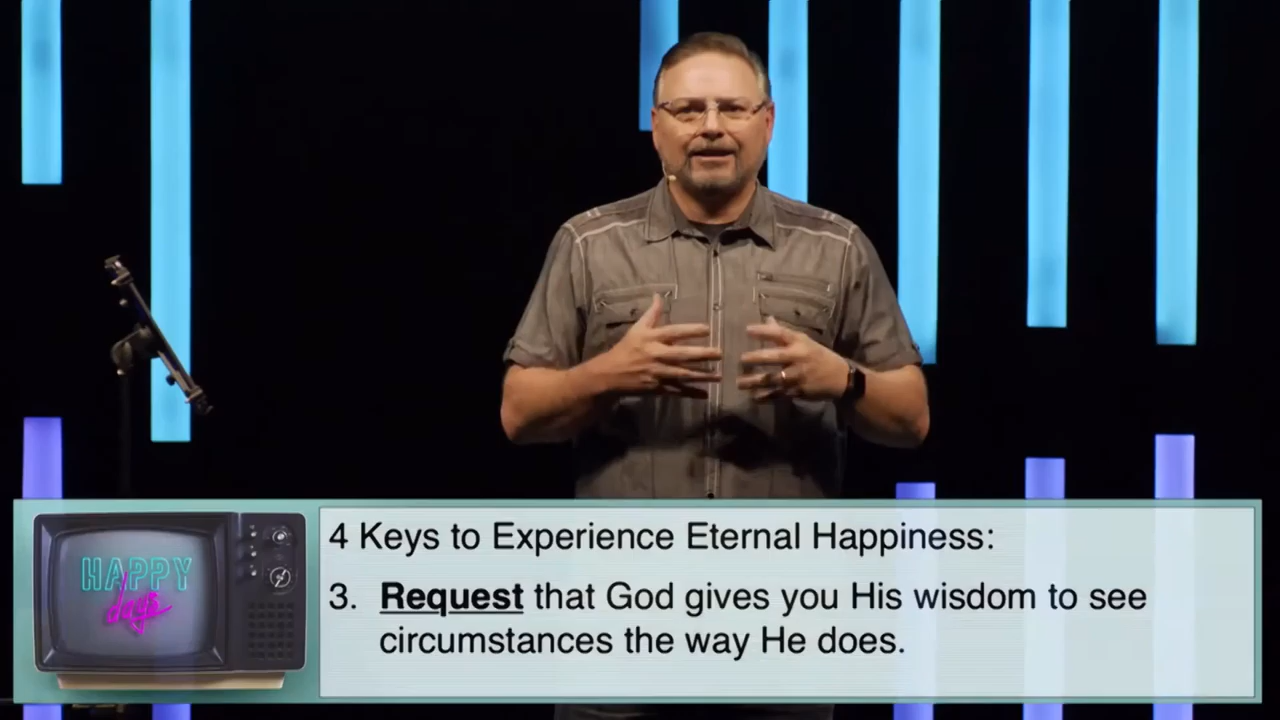 HAPPY
days
4 Keys to Experience Eternal Happiness:
3. Request that God gives you His wisdom to see
circumstances the way He does.